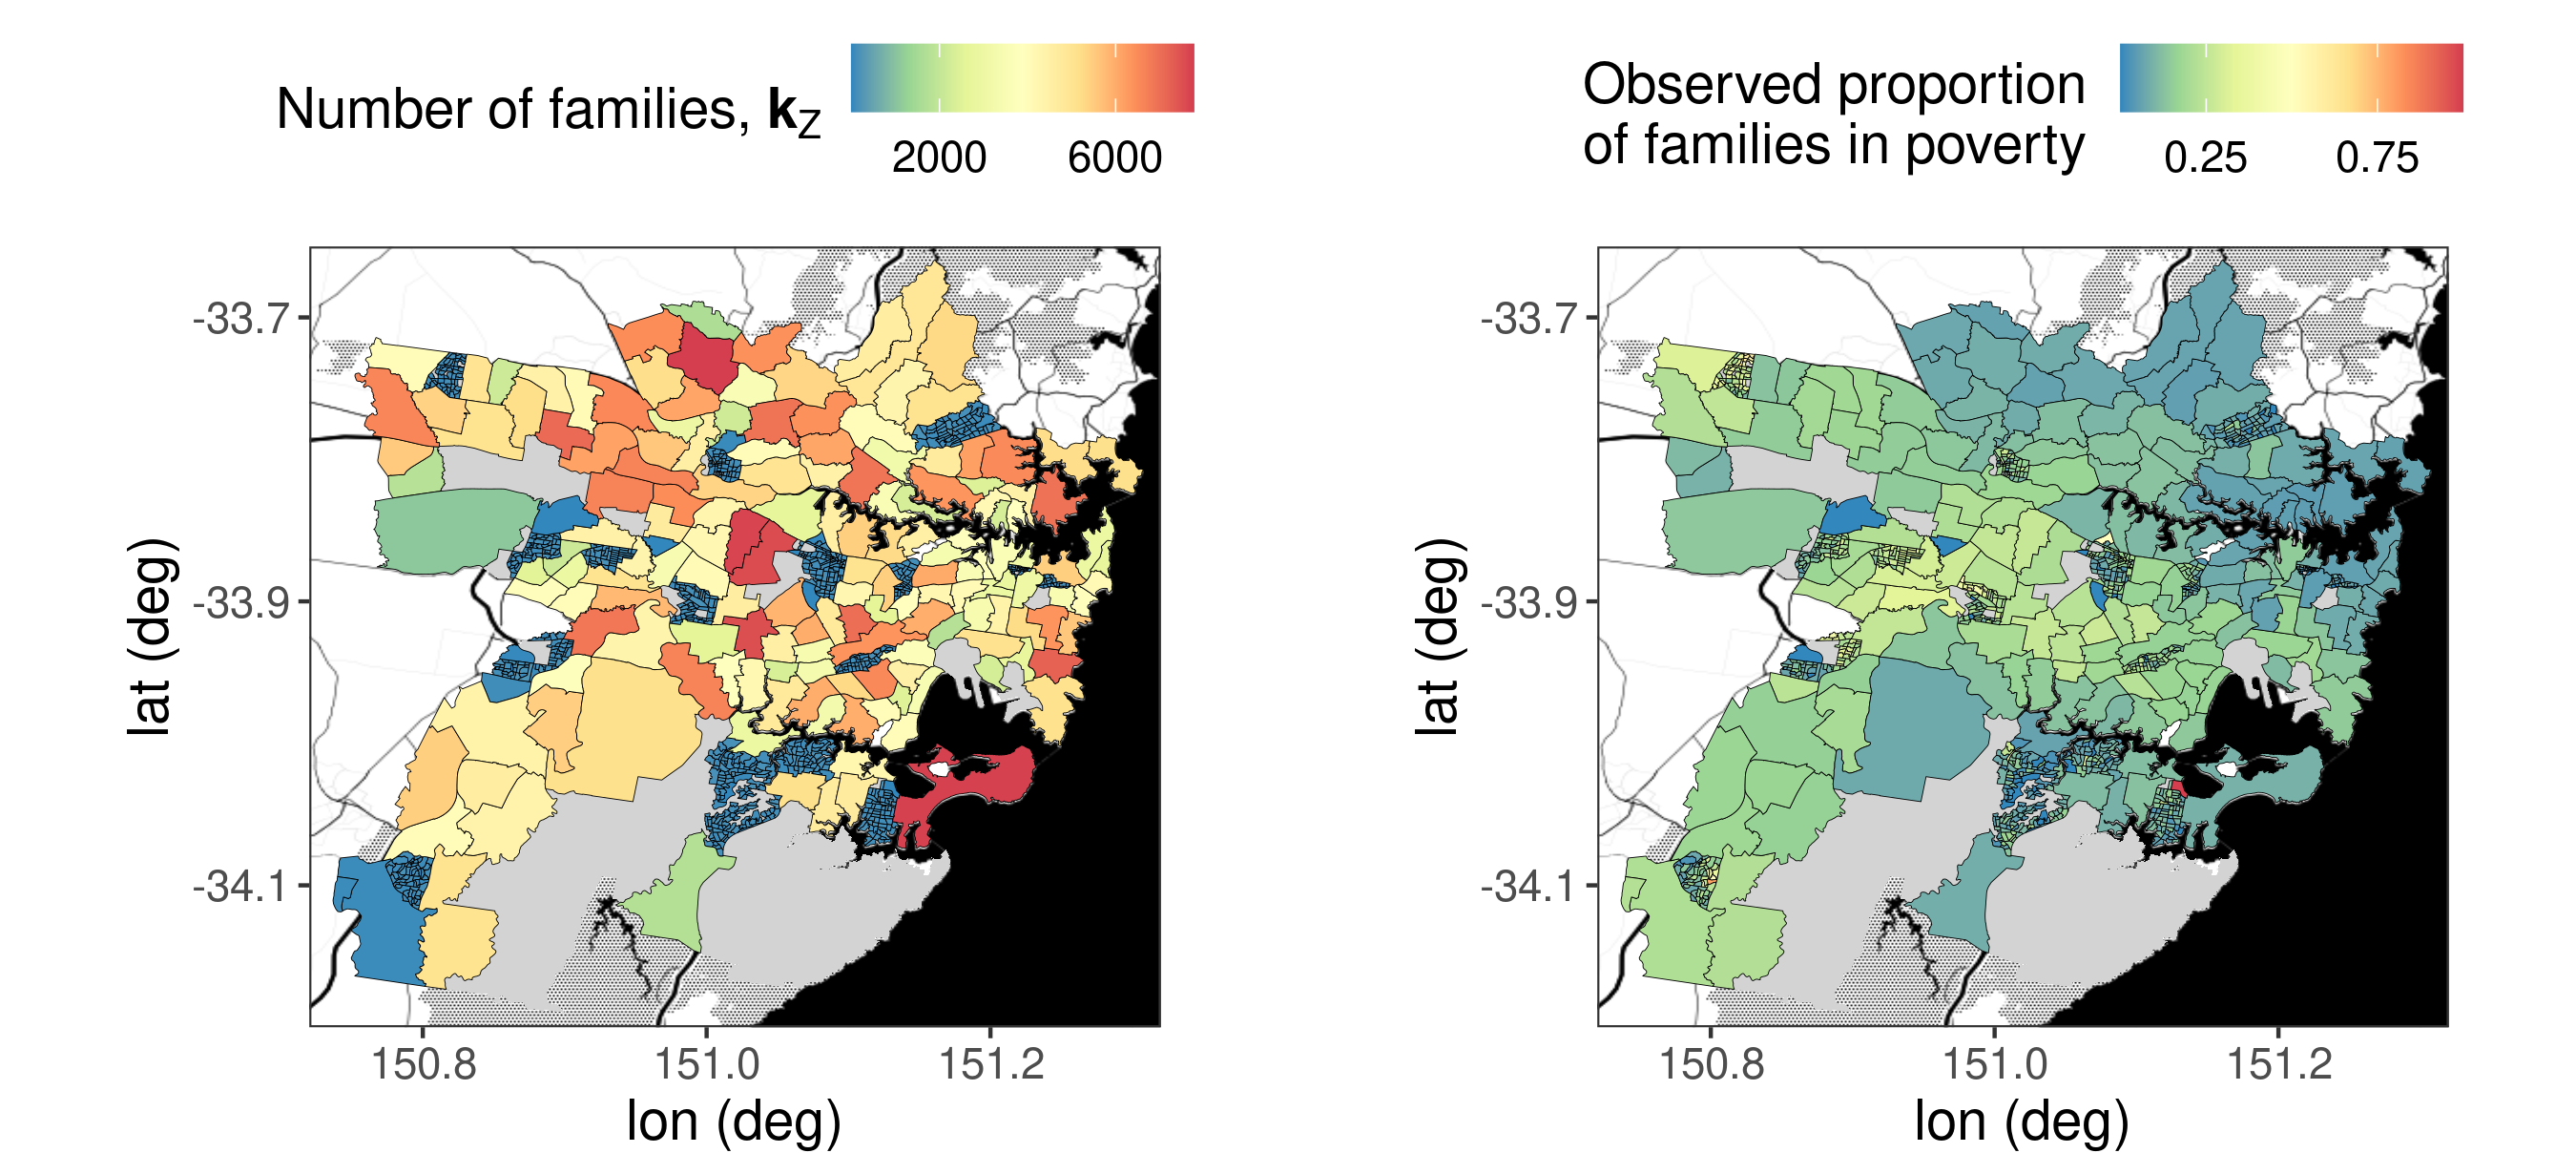 Number of families, kZ
2000 6000
-33.7
-33.9
-34.1
lat (deg)
150.8 151.0 151.2
lon (deg)
Observed proportion
of families in poverty
0.25 0.75
-33.7
-33.9
-34.1
lat (deg)
150.8 151.0 151.2
lon (deg)